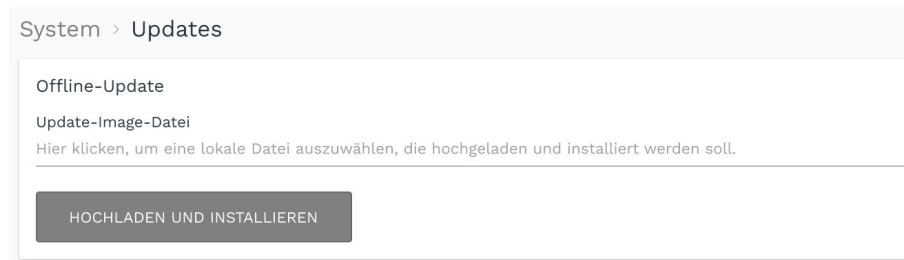 System > Updates
Offline-Update
Update-Image-Datei
Hier klicken, um eine lokale Datei auszuwählen, die hochgeladen und installiert werden soll.
HOCHLADEN UND INSTALLIEREN